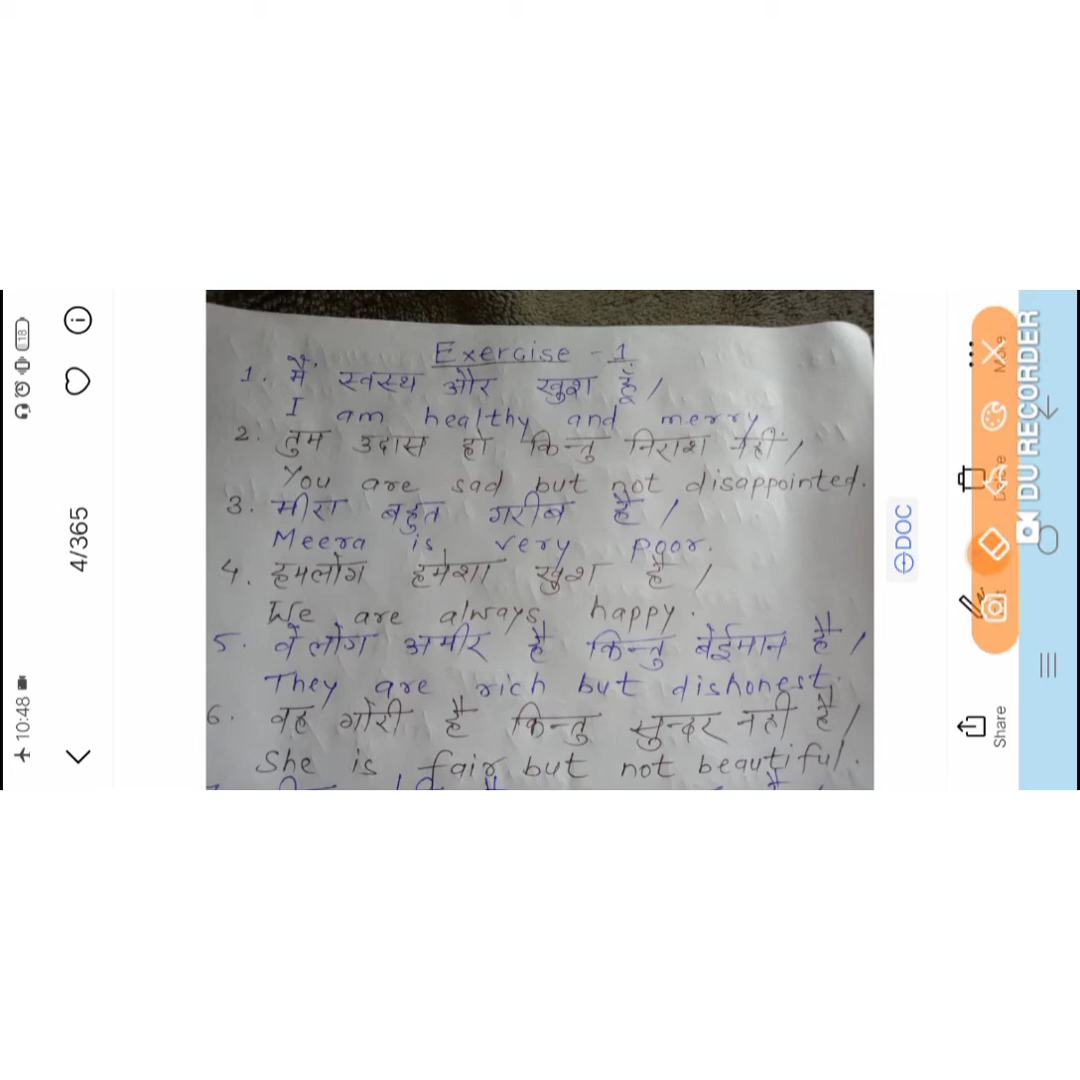 10:48
18
4/365
Exercise - 1
1. मैं स्वस्थ और खुश हूँ।
I am healthy and merry
2. तुम उदास हो किन्तु निराश नहीं।
You are sad but not disappointed.
3. मीरा बहुत गरीब है।
Meera is very poor.
4. हमलोग हमेशा खुश है।
We are always happy.
5. वे लोग अमीर है किन्तु बेईमान है।
They are rich but dishonest.
6. वह गोरी है किन्तु सुन्दर नही है।
She is fair but not beautiful.
DOC
More
Share
DU RECORDER